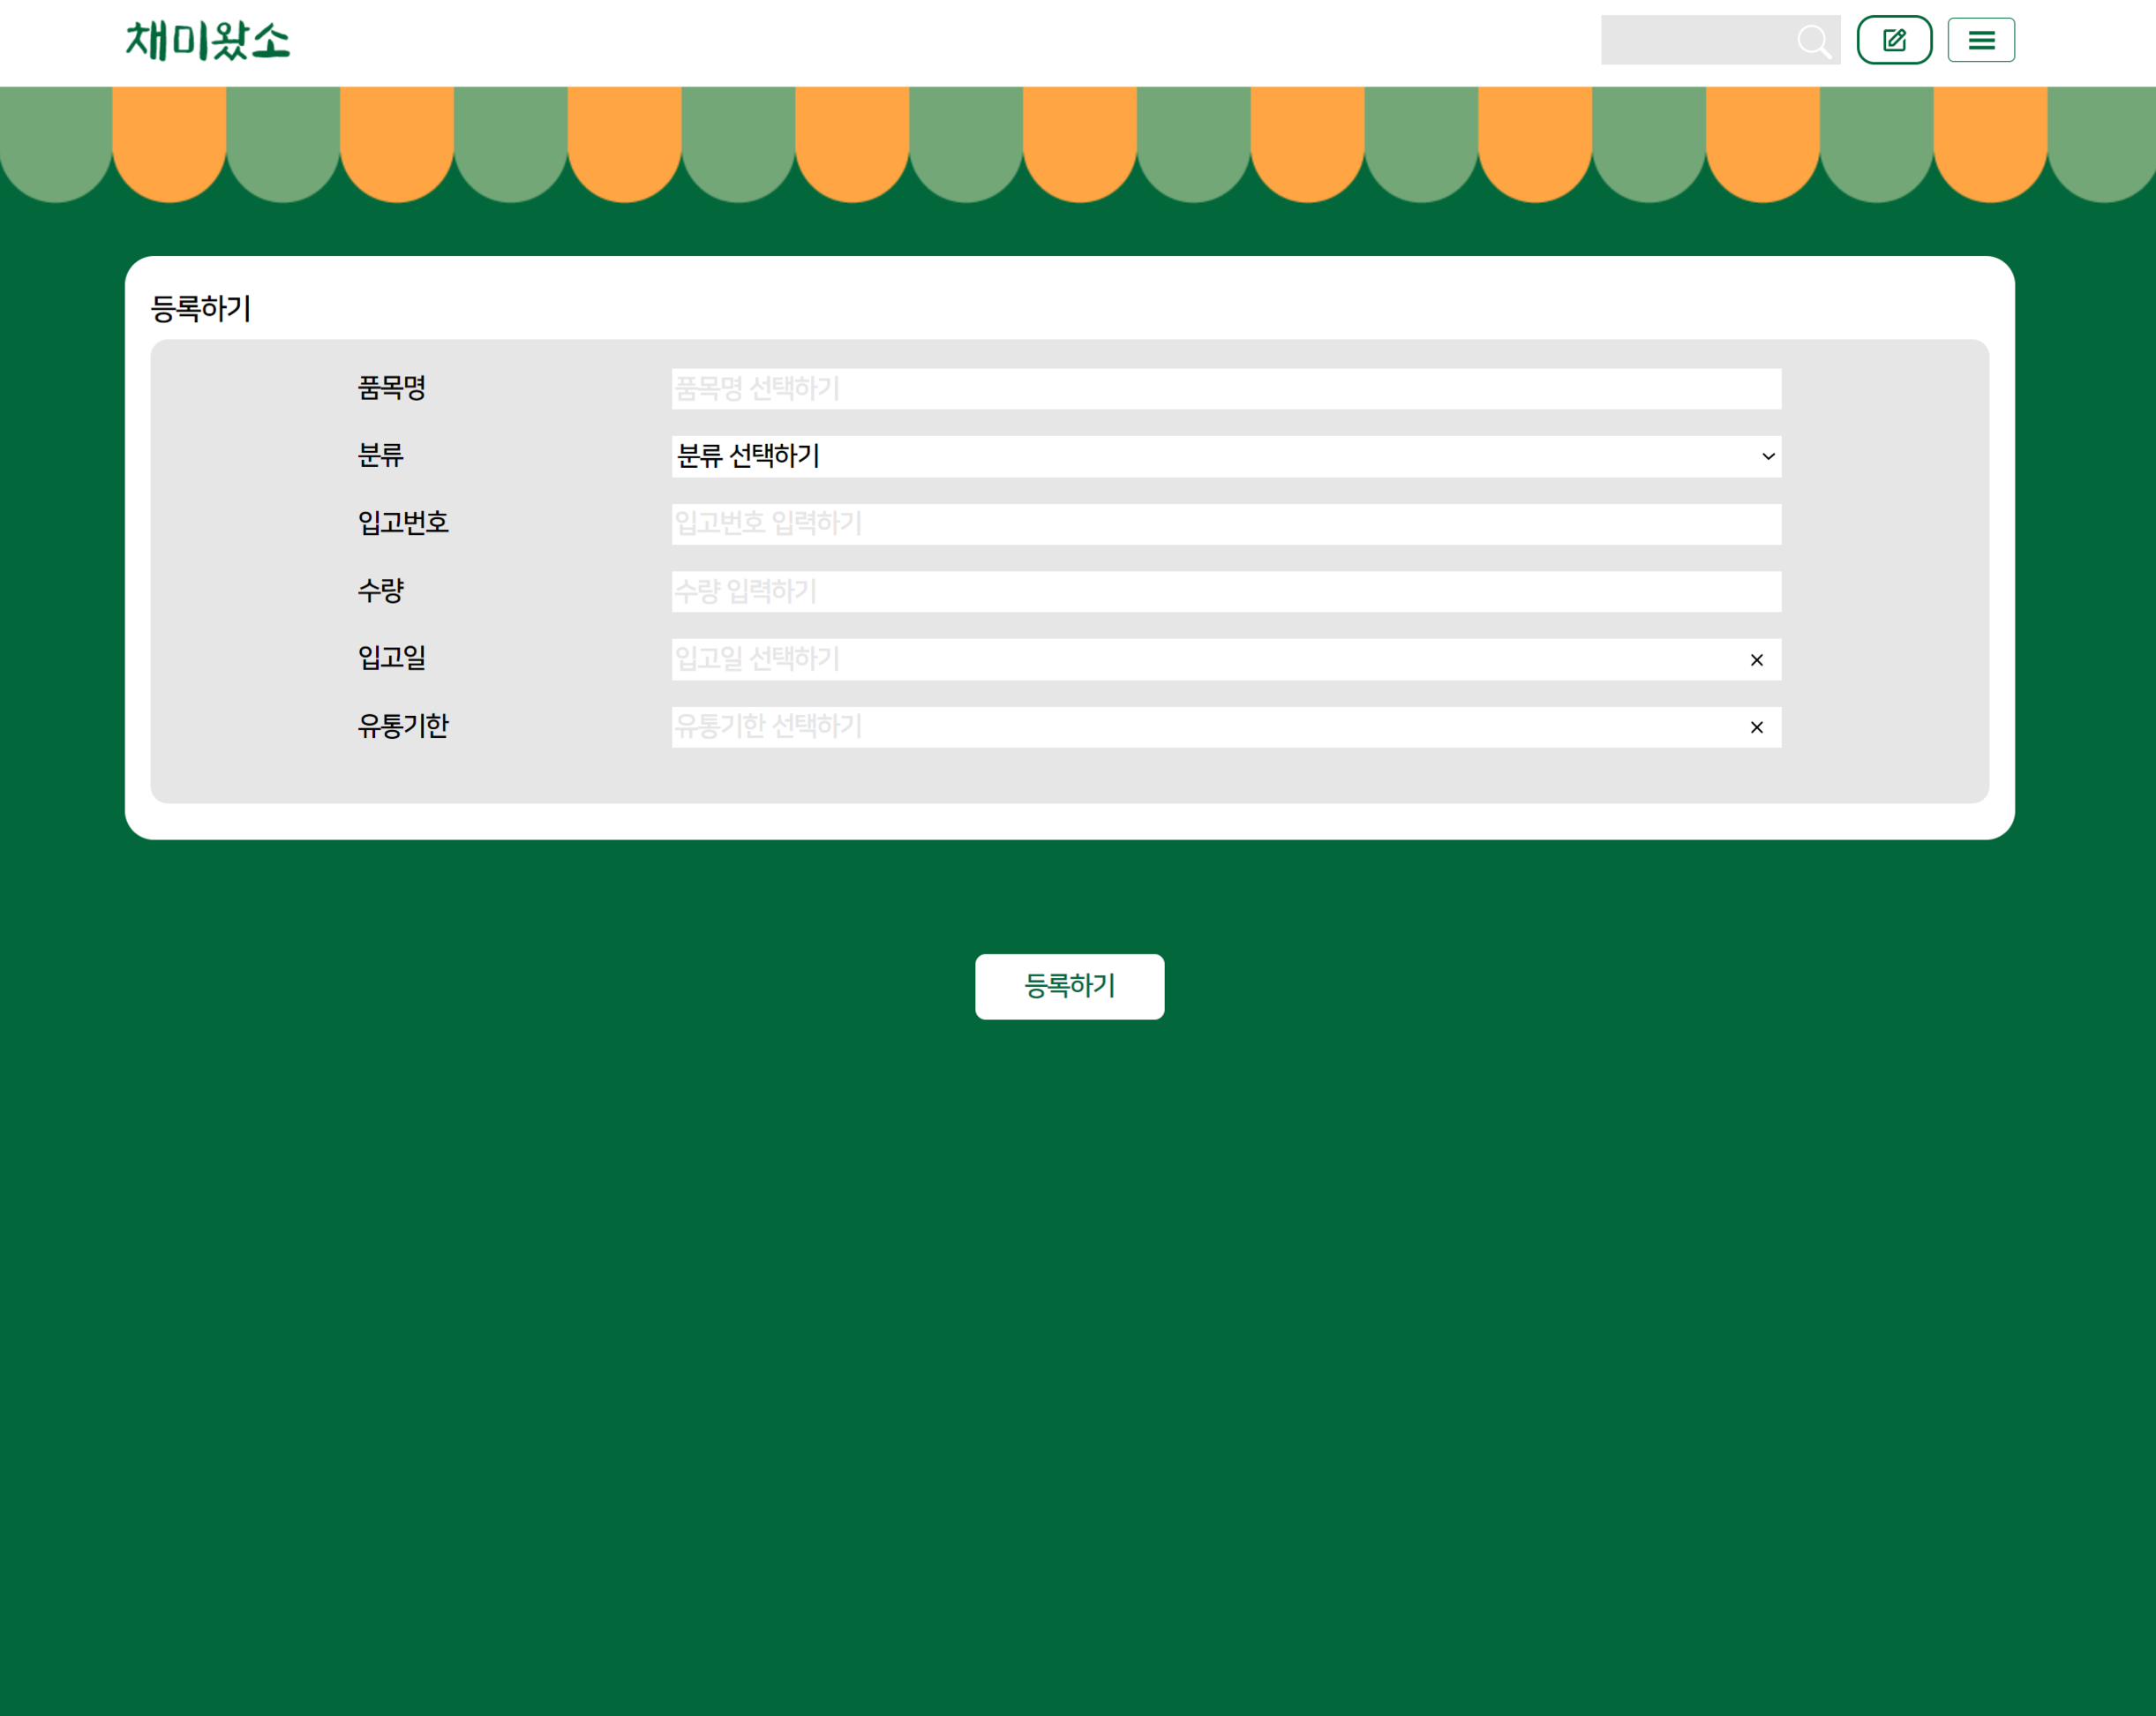 채미왔소
등록하기
품목명 품목명 선택하기
분류 분류 선택하기
입고번호 입고번호 입력하기
수량 수량 입력하기
입고일 입고일 선택하기
유통기한 유통기한 선택하기
등록하기